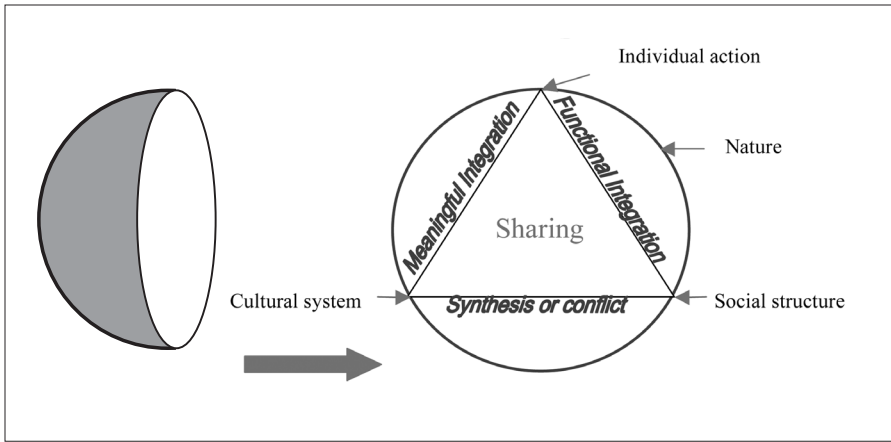 Individual action
Meaningful Integration
Functional Integration
Nature
Sharing
Cultural system
Synthesis or conflict
Social structure